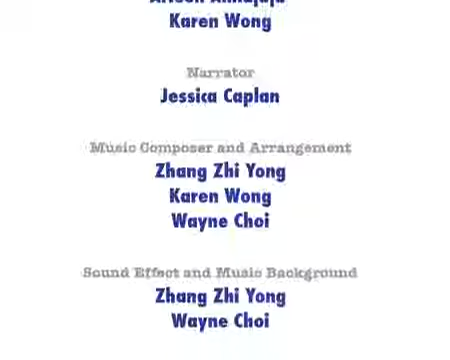 Karen Wong
Narrator
Jessica Caplan
Music Composer and Arrangement
Zhang Zhi Yong
Karen Wong
Wayne Choi
Sound Effect and Music Background
Zhang Zhi Yong
Wayne Choi